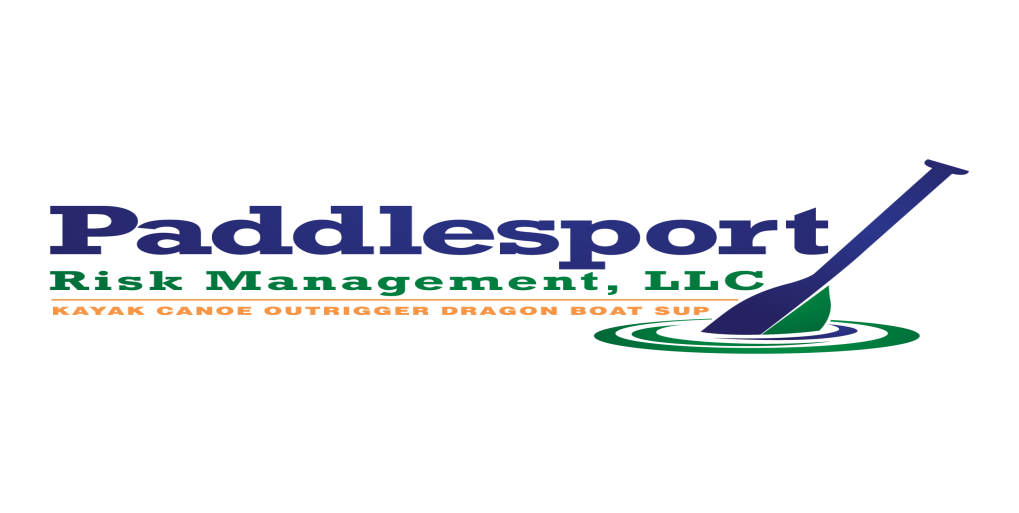 Paddlesport
Risk Management, LLC
KAYAK CANOE OUTRIGGER DRAGON BOAT SUP